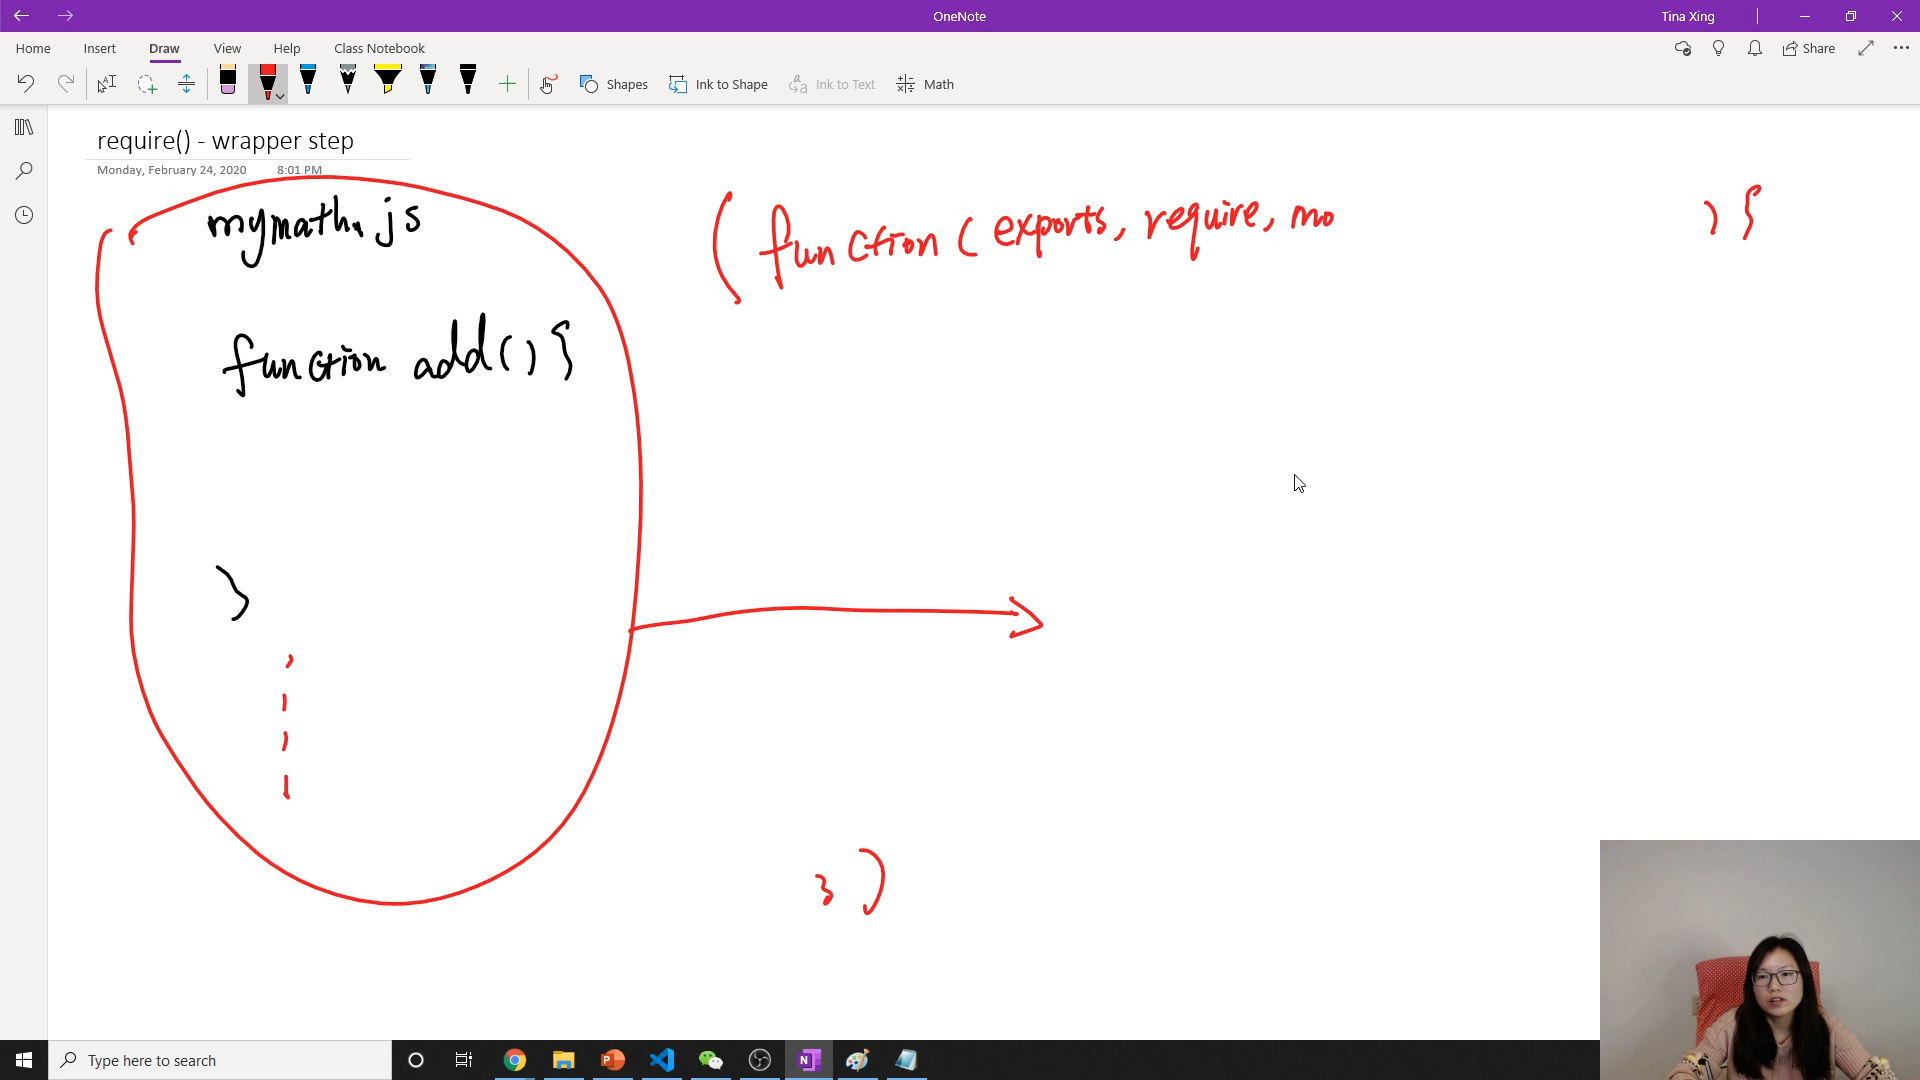 OneNote
Tina Xing
Home Insert Draw View Help Class Notebook
Share
Shapes Ink to Shape Ink to Text Math
require() - wrapper step
Monday, February 24, 2020 8:01 PM
mymath.js
(function(exports, require, mo ){
function add(){
}
})
Type here to search